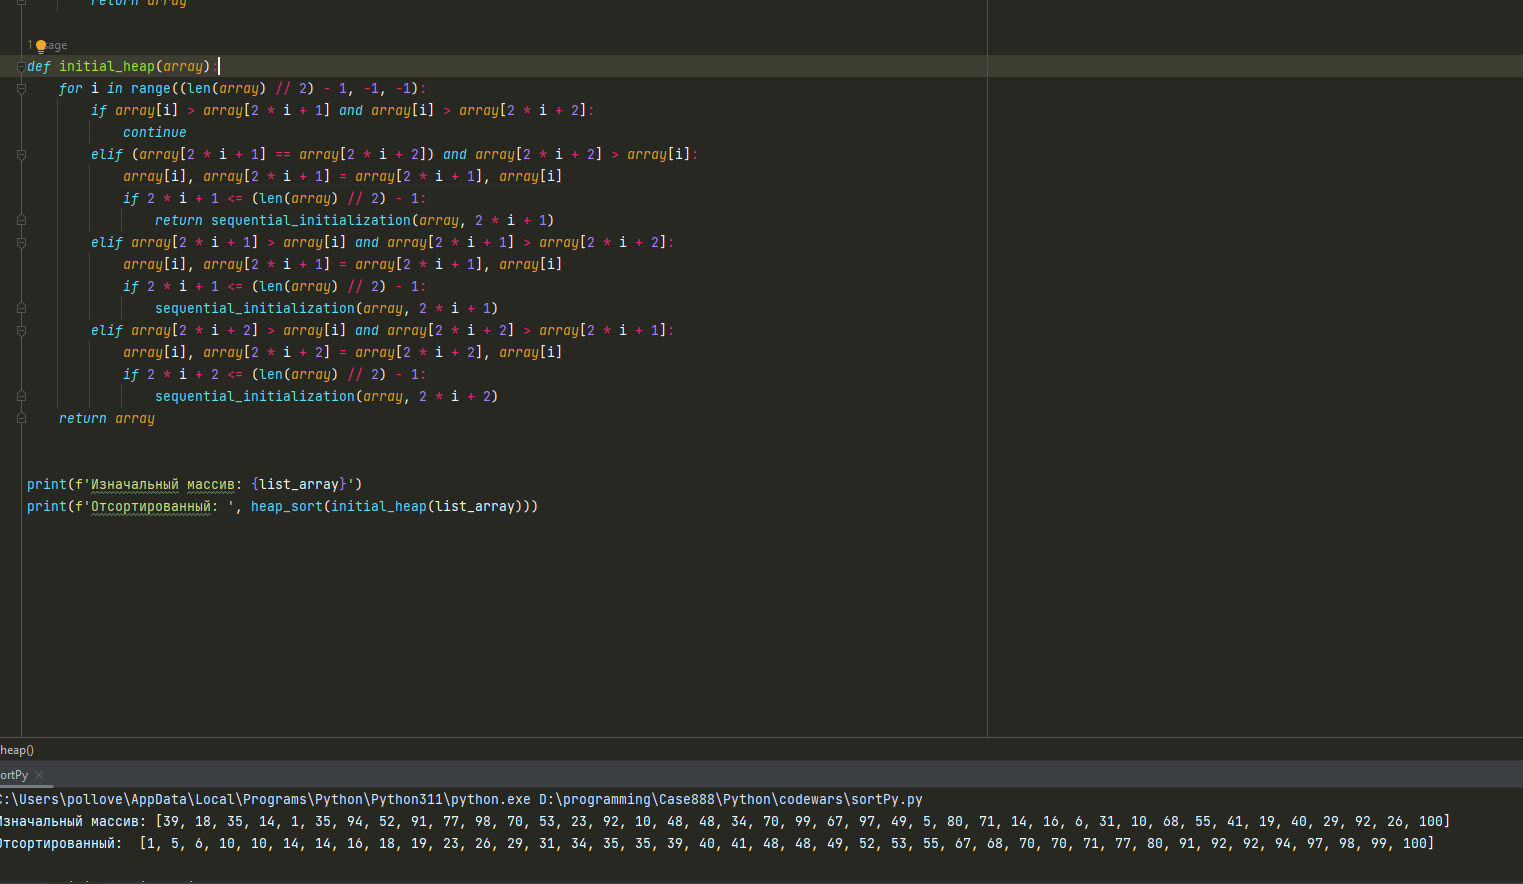 return array
1 usage
def initial_heap(array):
for i in range((len(array) // 2) - 1, -1, -1):
if array[i] > array[2 * i + 1] and array[i] > array[2 * i + 2]:
continue
elif (array[2 * i + 1] == array[2 * i + 2]) and array[2 * i + 2] > array[i]:
array[i], array[2 * i + 1] = array[2 * i + 1], array[i]
if 2 * i + 1 <= (len(array) // 2) - 1:
return sequential_initialization(array, 2 * i + 1)
elif array[2 * i + 1] > array[i] and array[2 * i + 1] > array[2 * i + 2]:
array[i], array[2 * i + 1] = array[2 * i + 1], array[i]
if 2 * i + 1 <= (len(array) // 2) - 1:
sequential_initialization(array, 2 * i + 1)
elif array[2 * i + 2] > array[i] and array[2 * i + 2] > array[2 * i + 1]:
array[i], array[2 * i + 2] = array[2 * i + 2], array[i]
if 2 * i + 2 <= (len(array) // 2) - 1:
sequential_initialization(array, 2 * i + 2)
return array
print(f'Изначальный массив: {list_array}')
print(f'Отсортированный: ', heap_sort(initial_heap(list_array)))
heap()
ortPy ×
C:\Users\pollove\AppData\Local\Programs\Python\Python311\python.exe D:\programming\Case888\Python\codewars\sortPy.py
Изначальный массив: [39, 18, 35, 14, 1, 35, 94, 52, 91, 77, 98, 70, 53, 23, 92, 10, 48, 48, 34, 70, 99, 67, 97, 49, 5, 80, 71, 14, 16, 6, 31, 10, 68, 55, 41, 19, 40, 29, 92, 26, 100]
Отсортированный:  [1, 5, 6, 10, 10, 14, 14, 16, 18, 19, 23, 26, 29, 31, 34, 35, 35, 39, 40, 41, 48, 48, 49, 52, 53, 55, 67, 68, 70, 70, 71, 77, 80, 91, 92, 92, 94, 97, 98, 99, 100]